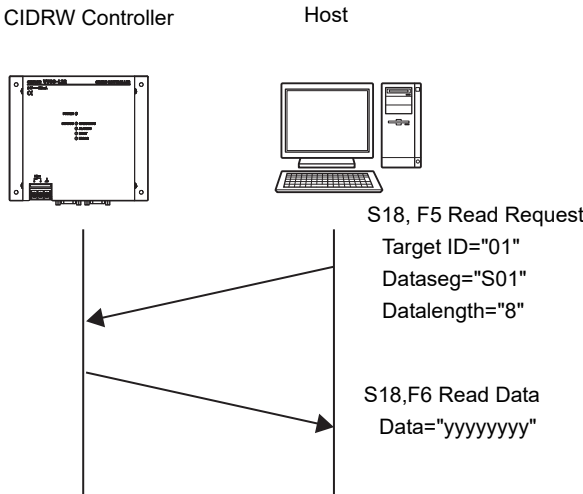 CIDRW Controller
Host
S18, F5 Read Request
Target ID="01"
Dataseg="S01"
Datalength="8"
S18,F6 Read Data
Data="yyyyyyyy"